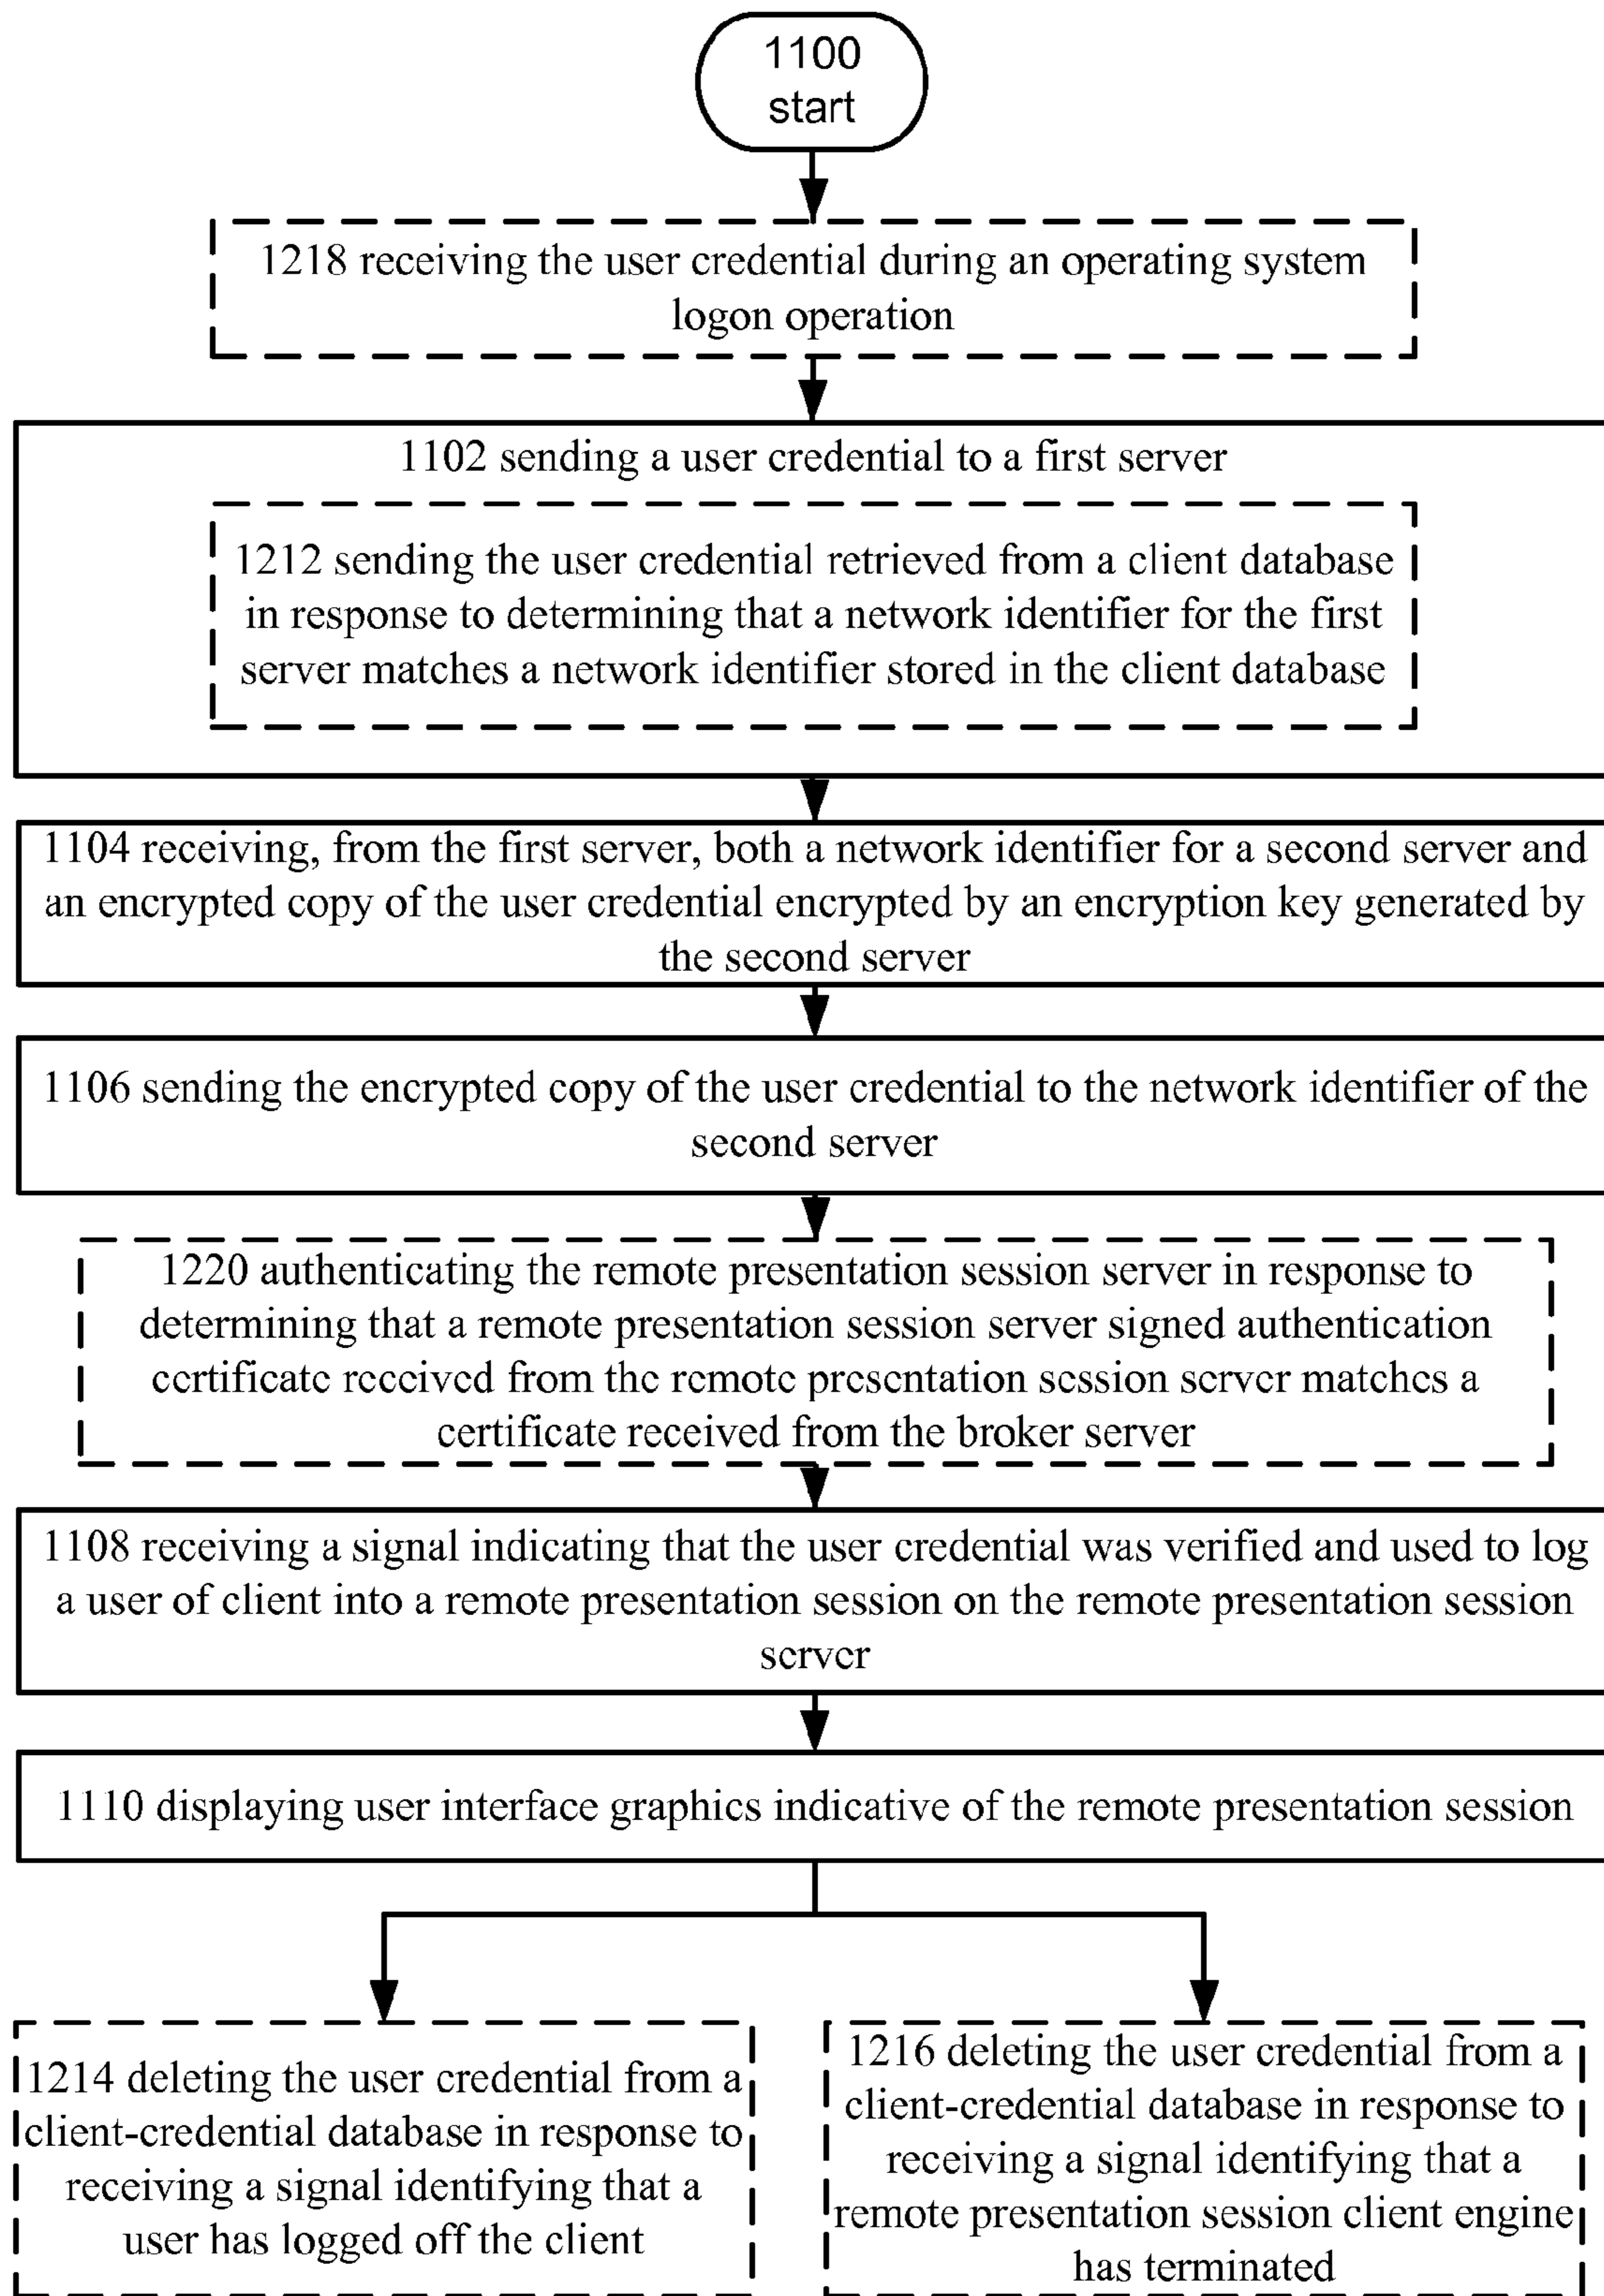 1100
start
1218 receiving the user credential during an operating system
logon operation
1102 sending a user credential to a first server
1212 sending the user credential retrieved from a client database
in response to determining that a network identifier for the first
server matches a network identifier stored in the client database
1104 receiving, from the first server, both a network identifier for a second server and
an encrypted copy of the user credential encrypted by an encryption key generated by
the second server
1106 sending the encrypted copy of the user credential to the network identifier of the
second server
1220 authenticating the remote presentation session server in response to
determining that a remote presentation session server signed authentication
certificate received from the remote presentation session server matches a
certificate received from the broker server
1108 receiving a signal indicating that the user credential was verified and used to log
a user of client into a remote presentation session on the remote presentation session
server
1110 displaying user interface graphics indicative of the remote presentation session
1214 deleting the user credential from a
client-credential database in response to
receiving a signal identifying that a
user has logged off the client
1216 deleting the user credential from a
client-credential database in response to
receiving a signal identifying that a
remote presentation session client engine
has terminated